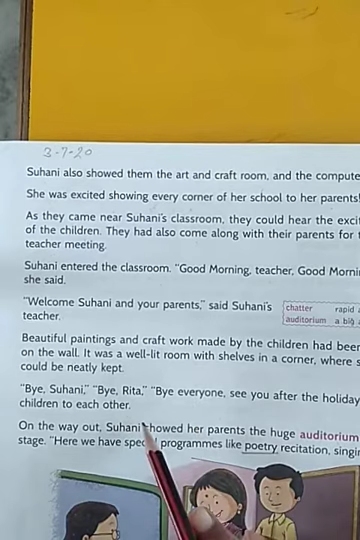 3-7-20
Suhani also showed them the art and craft room, and the compute
She was excited showing every corner of her school to her parents!
As they came near Suhani's classroom, they could hear the exci
of the children. They had also come along with their parents for
teacher meeting.
Suhani entered the classroom. "Good Morning, teacher, Good Morni
she said.
"Welcome Suhani and your parents," said Suhani's
teacher.
chatter rapid
auditorium a big
Beautiful paintings and craft work made by the children had been
on the wall. It was a well-lit room with shelves in a corner, where
could be neatly kept.
"Bye, Suhani," "Bye, Rita," "Bye everyone, see you after the holiday
children to each other.
On the way out, Suhani showed her parents the huge auditorium
stage. "Here we have special programmes like poetry recitation, singin